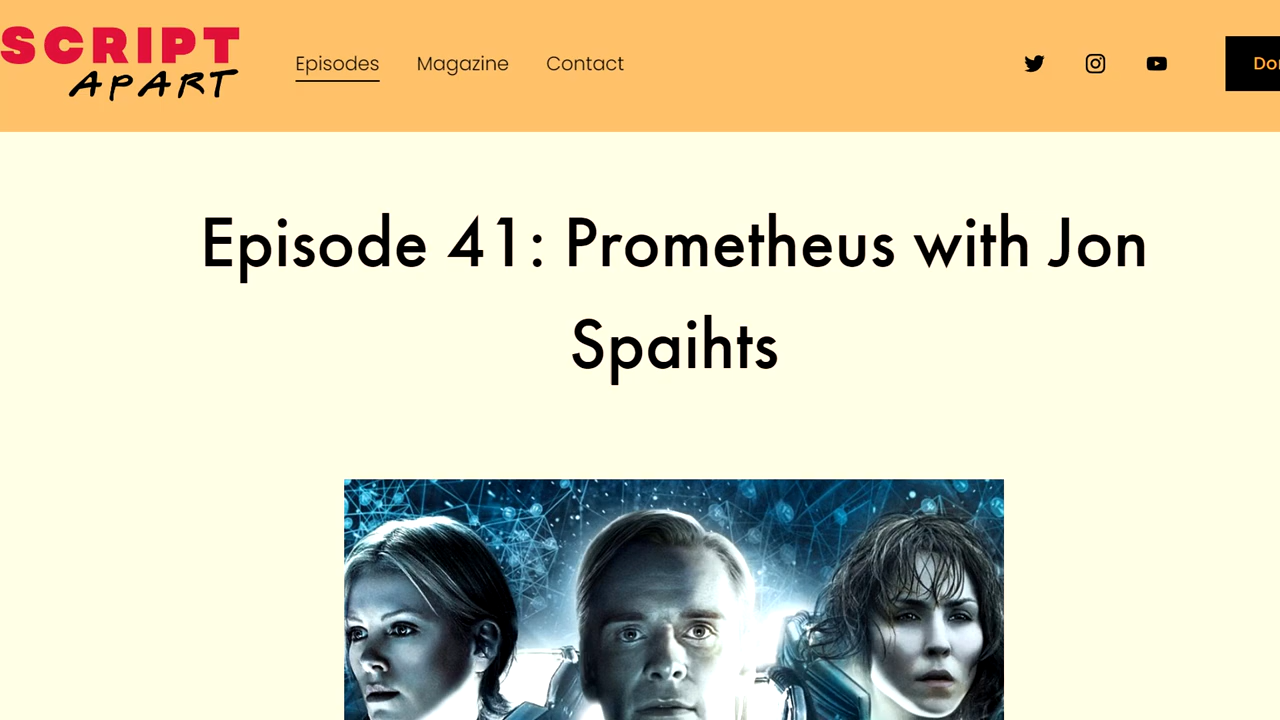 SCRIPT
APART
Episodes
Magazine
Contact
Episode 41: Prometheus with Jon
Spaihts